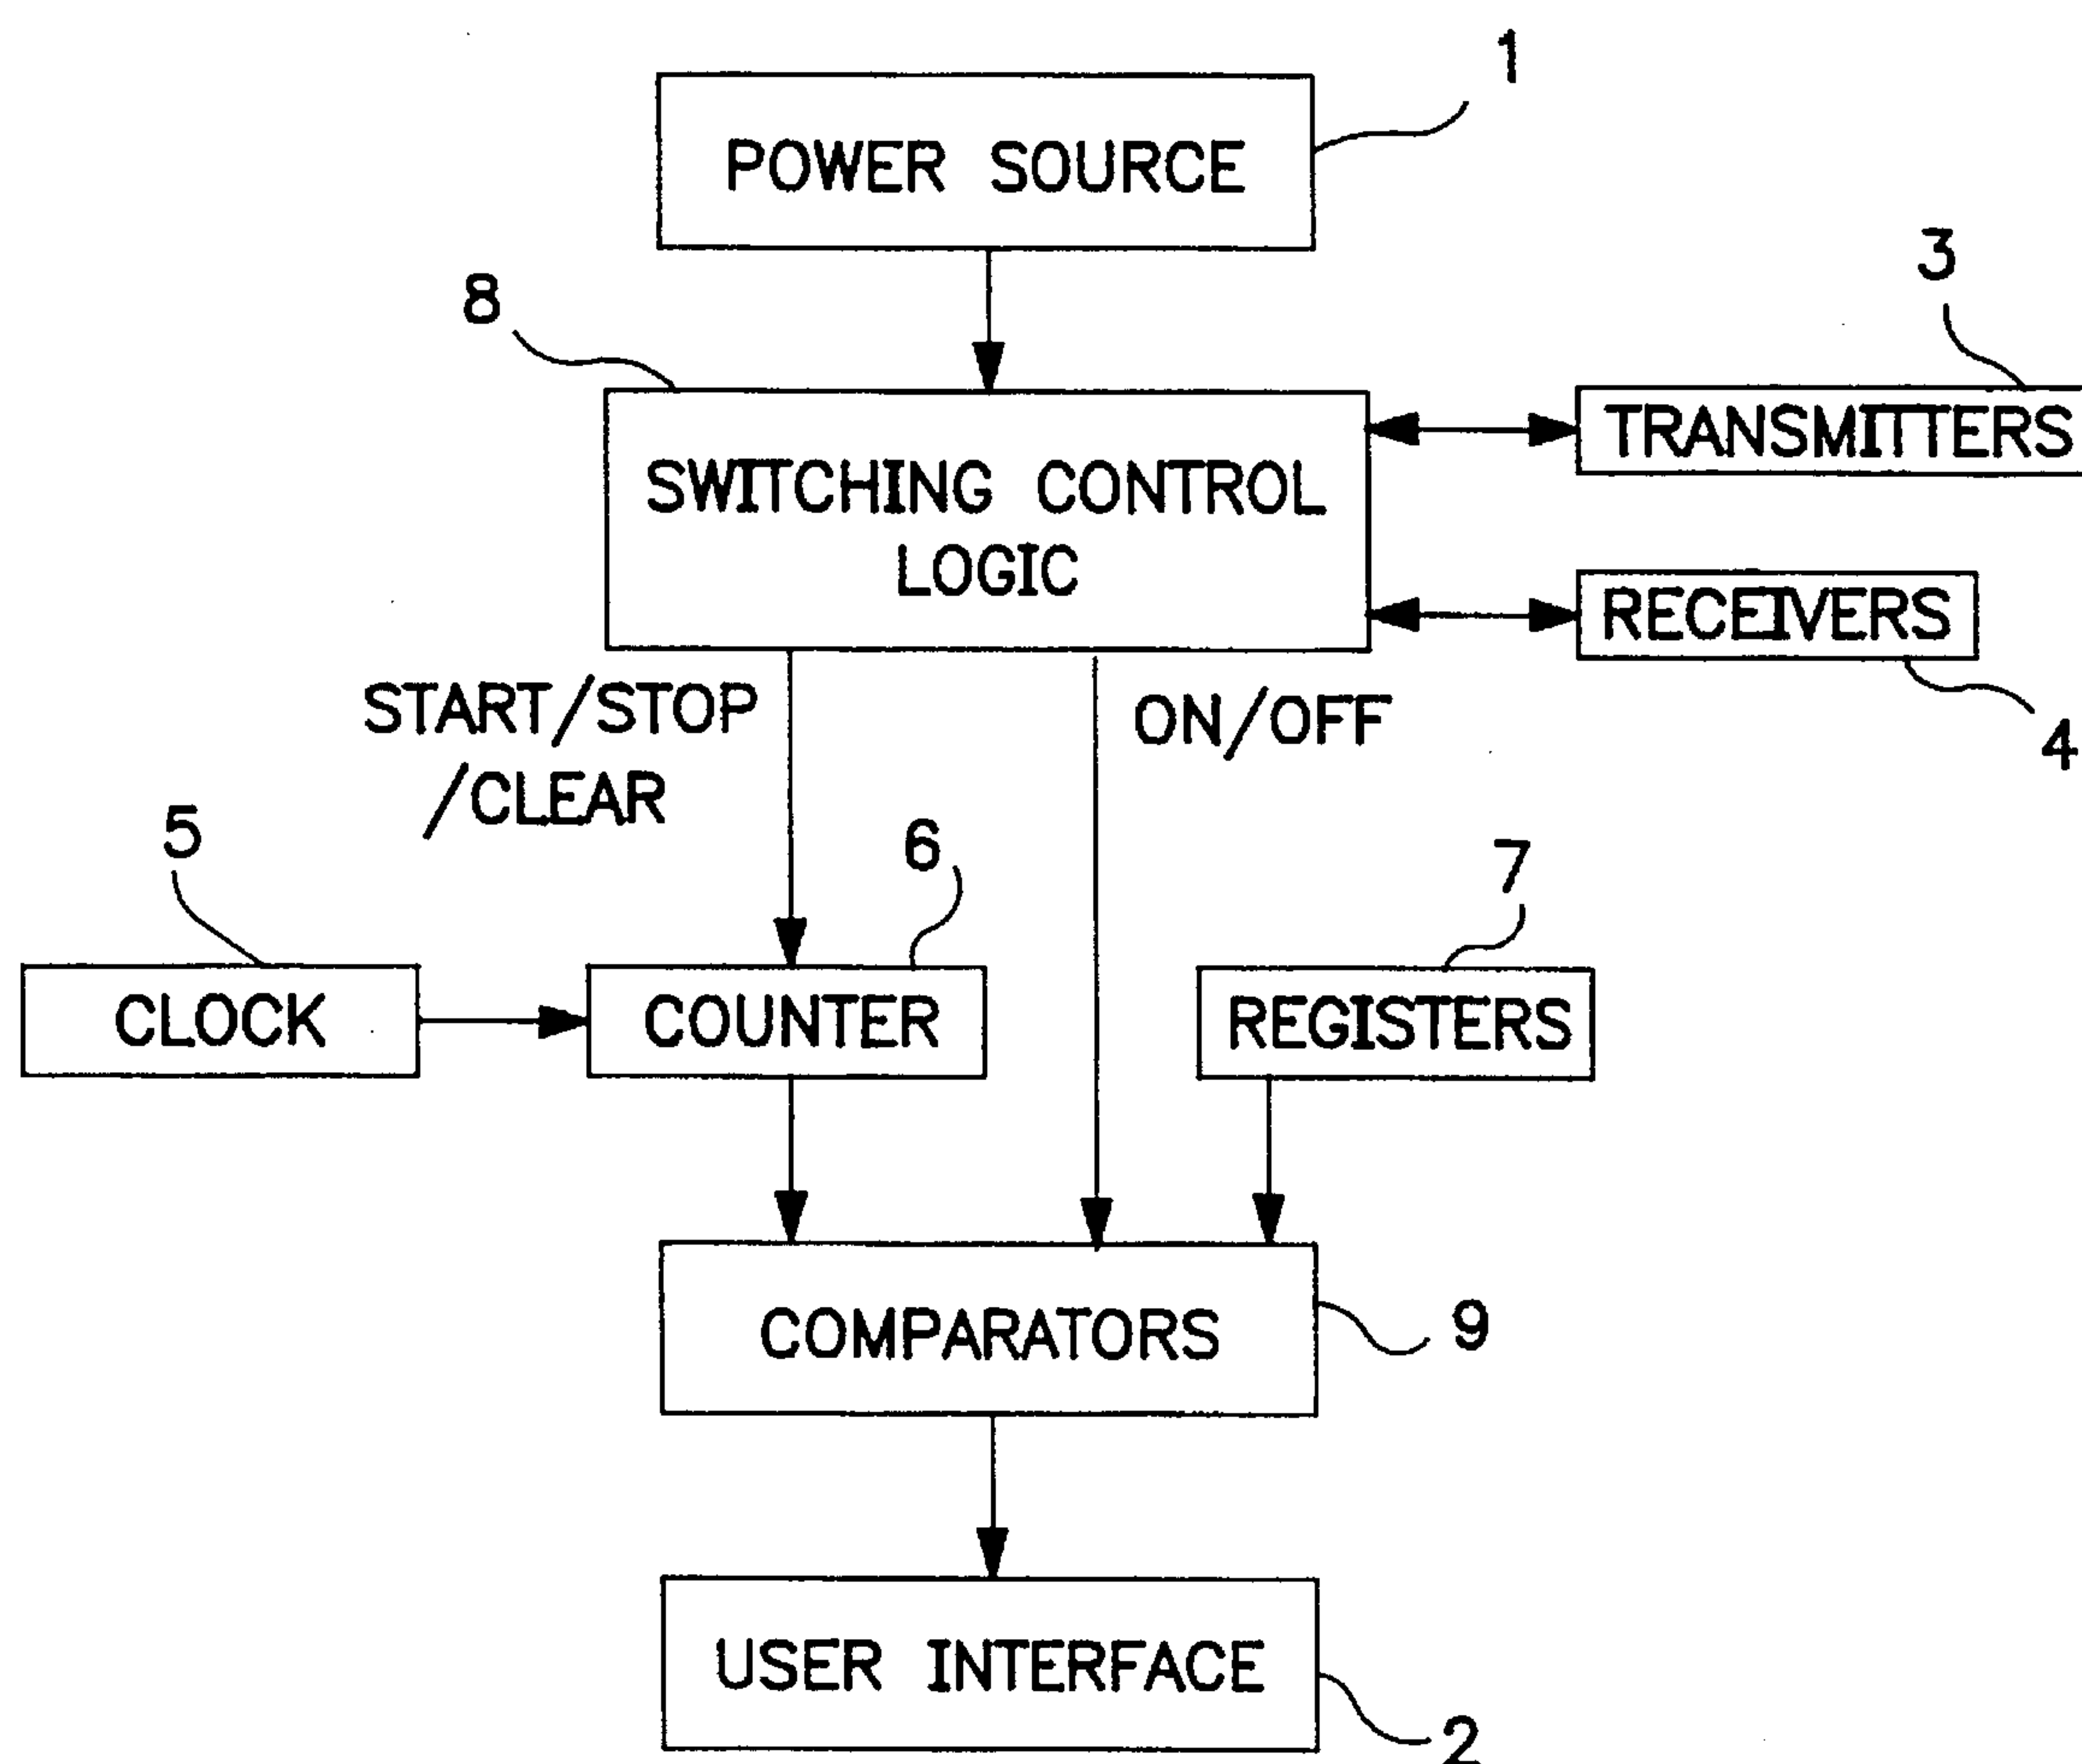 1
POWER SOURCE
8
3
SWITCHING CONTROL
LOGIC
TRANSMITTERS
RECEIVERS
4
START/STOP
/CLEAR
ON/OFF
5
6
7
CLOCK
COUNTER
REGISTERS
COMPARATORS
9
USER INTERFACE
2